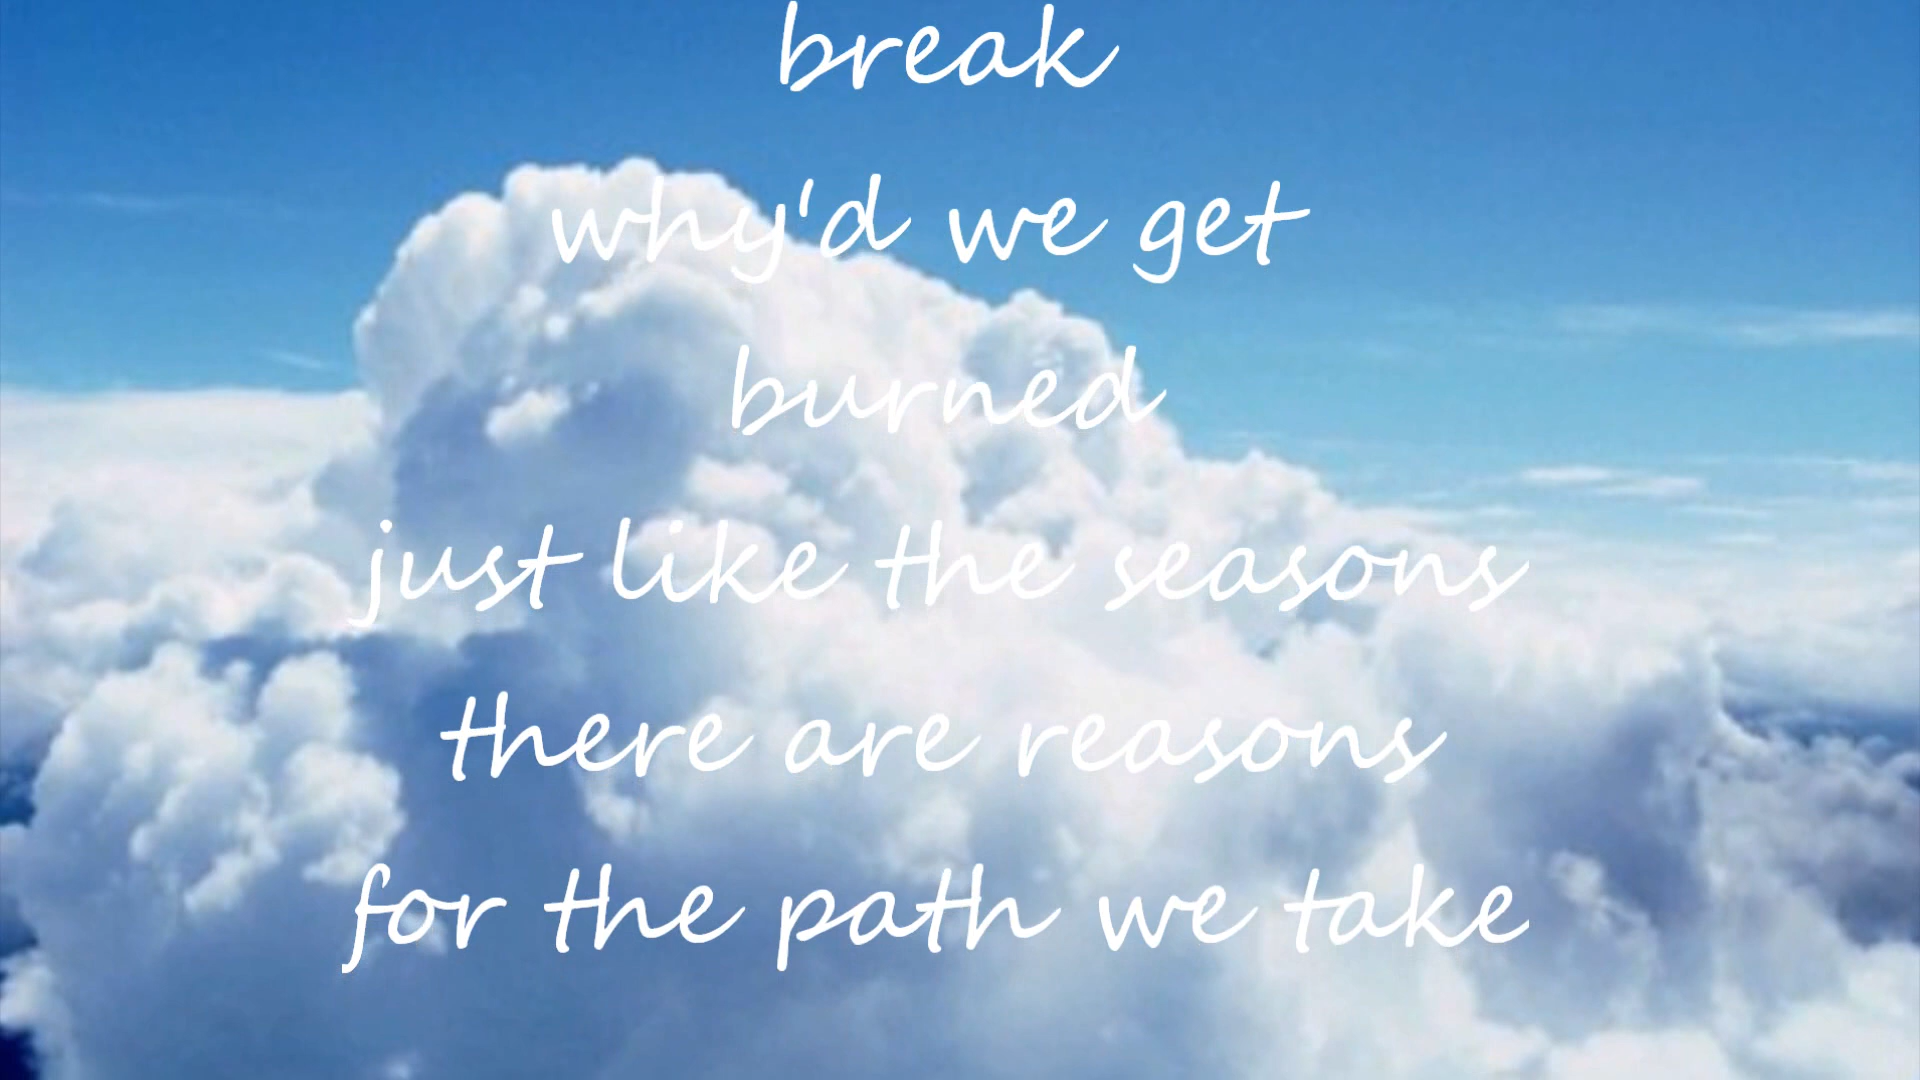 break
why'd we get
burned
just like the seasons
there are reasons
for the path we take